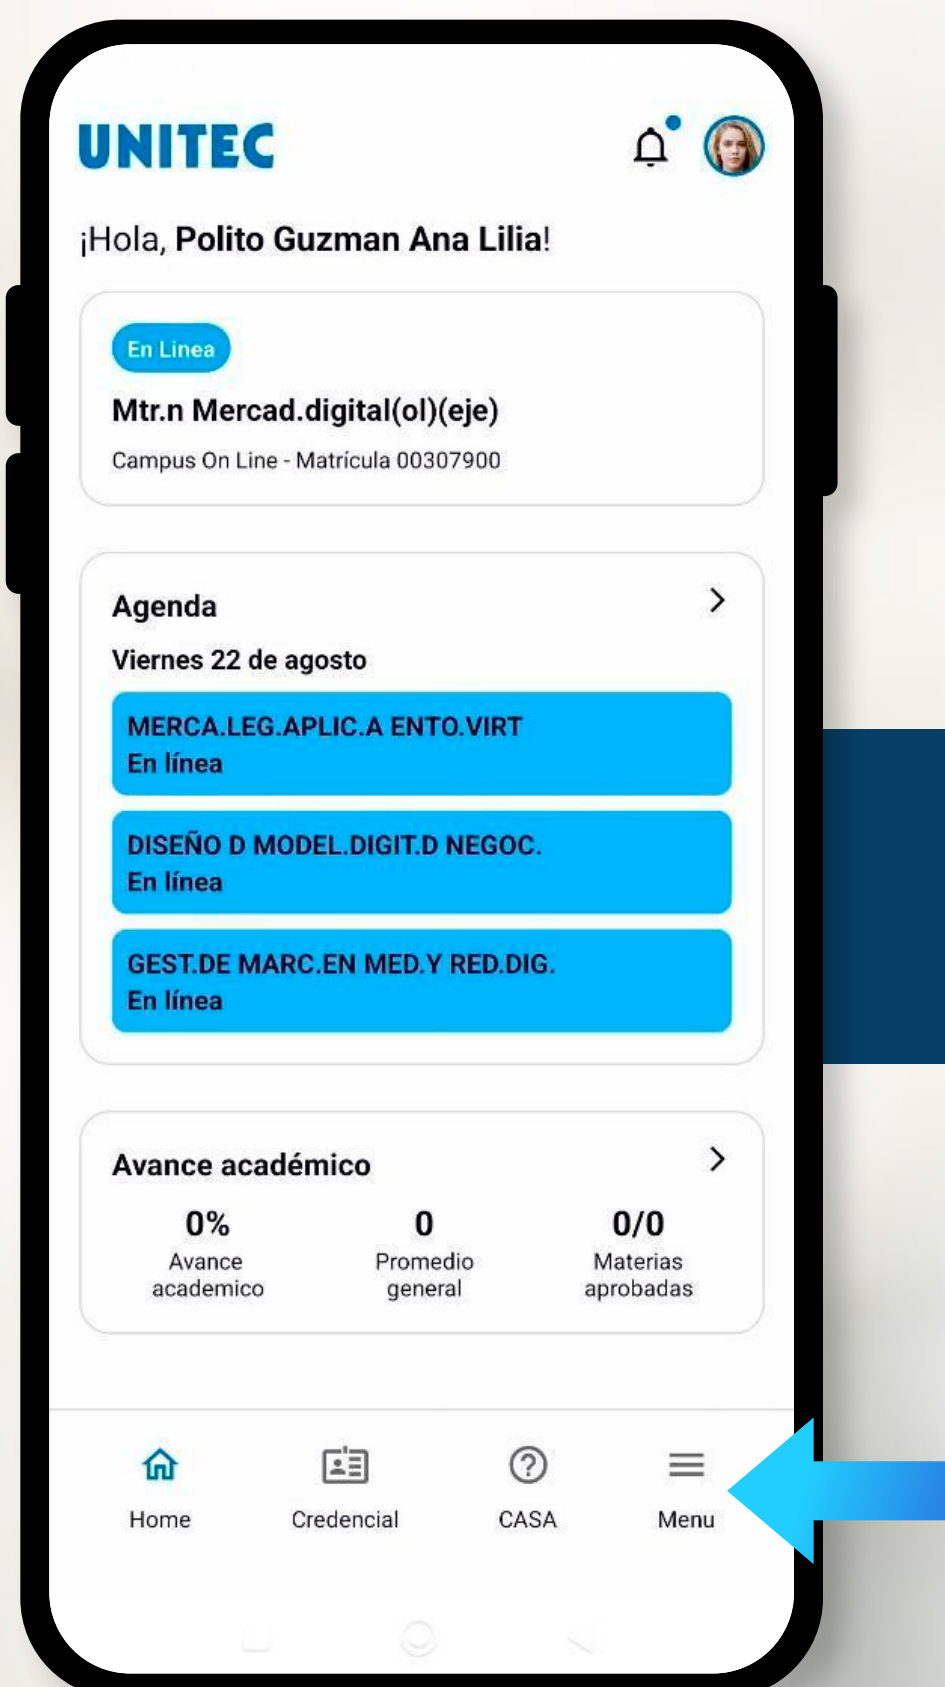 UNITEC
¡Hola, Polito Guzman Ana Lilia!
En Linea
Mtr.n Mercad.digital(ol)(eje)
Campus On Line - Matrícula 00307900
Agenda
Viernes 22 de agosto
MERCA.LEG.APLIC.A ENTO.VIRT
En línea
DISEÑO D MODEL.DIGIT.D NEGOC.
En línea
GEST.DE MARC.EN MED.Y RED.DIG.
En línea
Avance académico
0% 0 0/0
Avance Promedio Materias
academico general aprobadas
Home Credencial CASA Menu